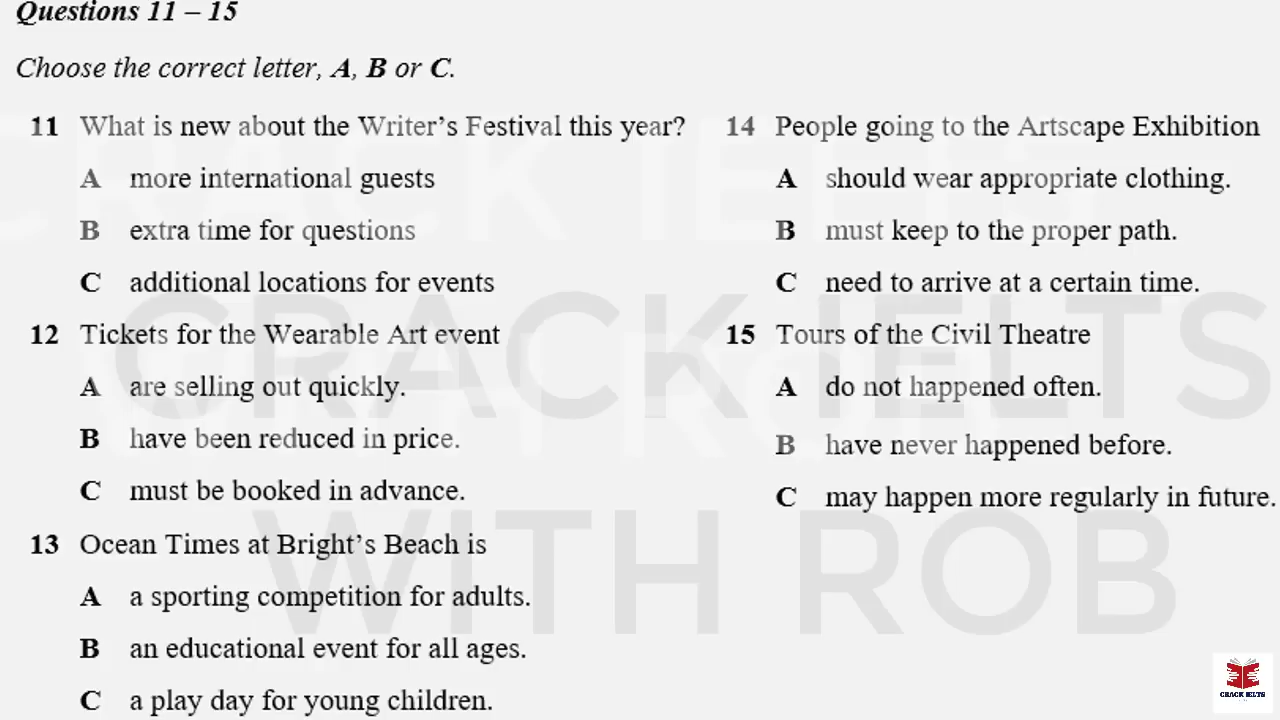 Questions 11 – 15
Choose the correct letter, A, B or C.
11 What is new about the Writer's Festival this year?
A more international guests
B extra time for questions
C additional locations for events
12 Tickets for the Wearable Art event
A are selling out quickly.
B have been reduced in price.
C must be booked in advance.
13 Ocean Times at Bright's Beach is
A a sporting competition for adults.
B an educational event for all ages.
C a play day for young children.
14 People going to the Artscape Exhibition
A should wear appropriate clothing.
B must keep to the proper path.
C need to arrive at a certain time.
15 Tours of the Civil Theatre
A do not happened often.
B have never happened before.
C may happen more regularly in future.
CRACK IELTS
WITH ROB
CRACK IELTS
WITH ROB
CRACK IELTS